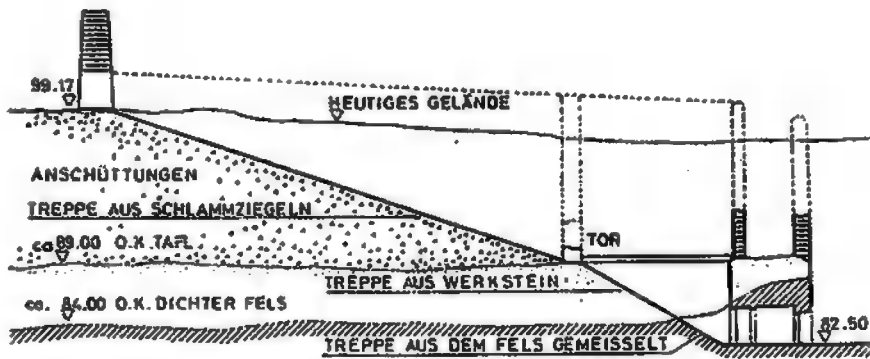 99.17
HEUTIGES GELÄNDE
ANSCHÜTTUNGEN
TREPPE AUS SCHLAMMZIEGELN
ca 89.00 O.K. TAFL
TOR
TREPPE AUS WERKSTEIN
ca. 84.00 O.K. DICHTER FELS
82.50
TREPPE AUS DEM FELS GEMEISSELT